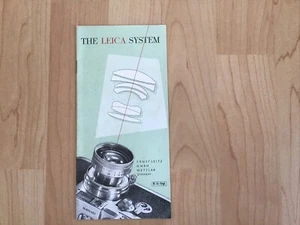 THE LEICA SYSTEM
ERNST LEITZ
GMBH
WETZLAR
GERMANY